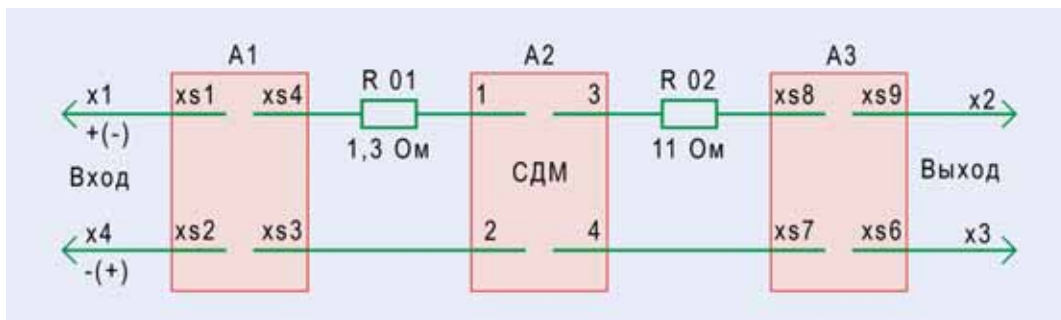 A1 A2 A3
R 01 R 02
x1 xs1 xs4 1 3 xs8 xs9 x2
+(-) 1,3 Ом 11 Ом
Вход СДМ Выход
x4 xs2 xs3 2 4 xs7 xs6 x3
-(+)